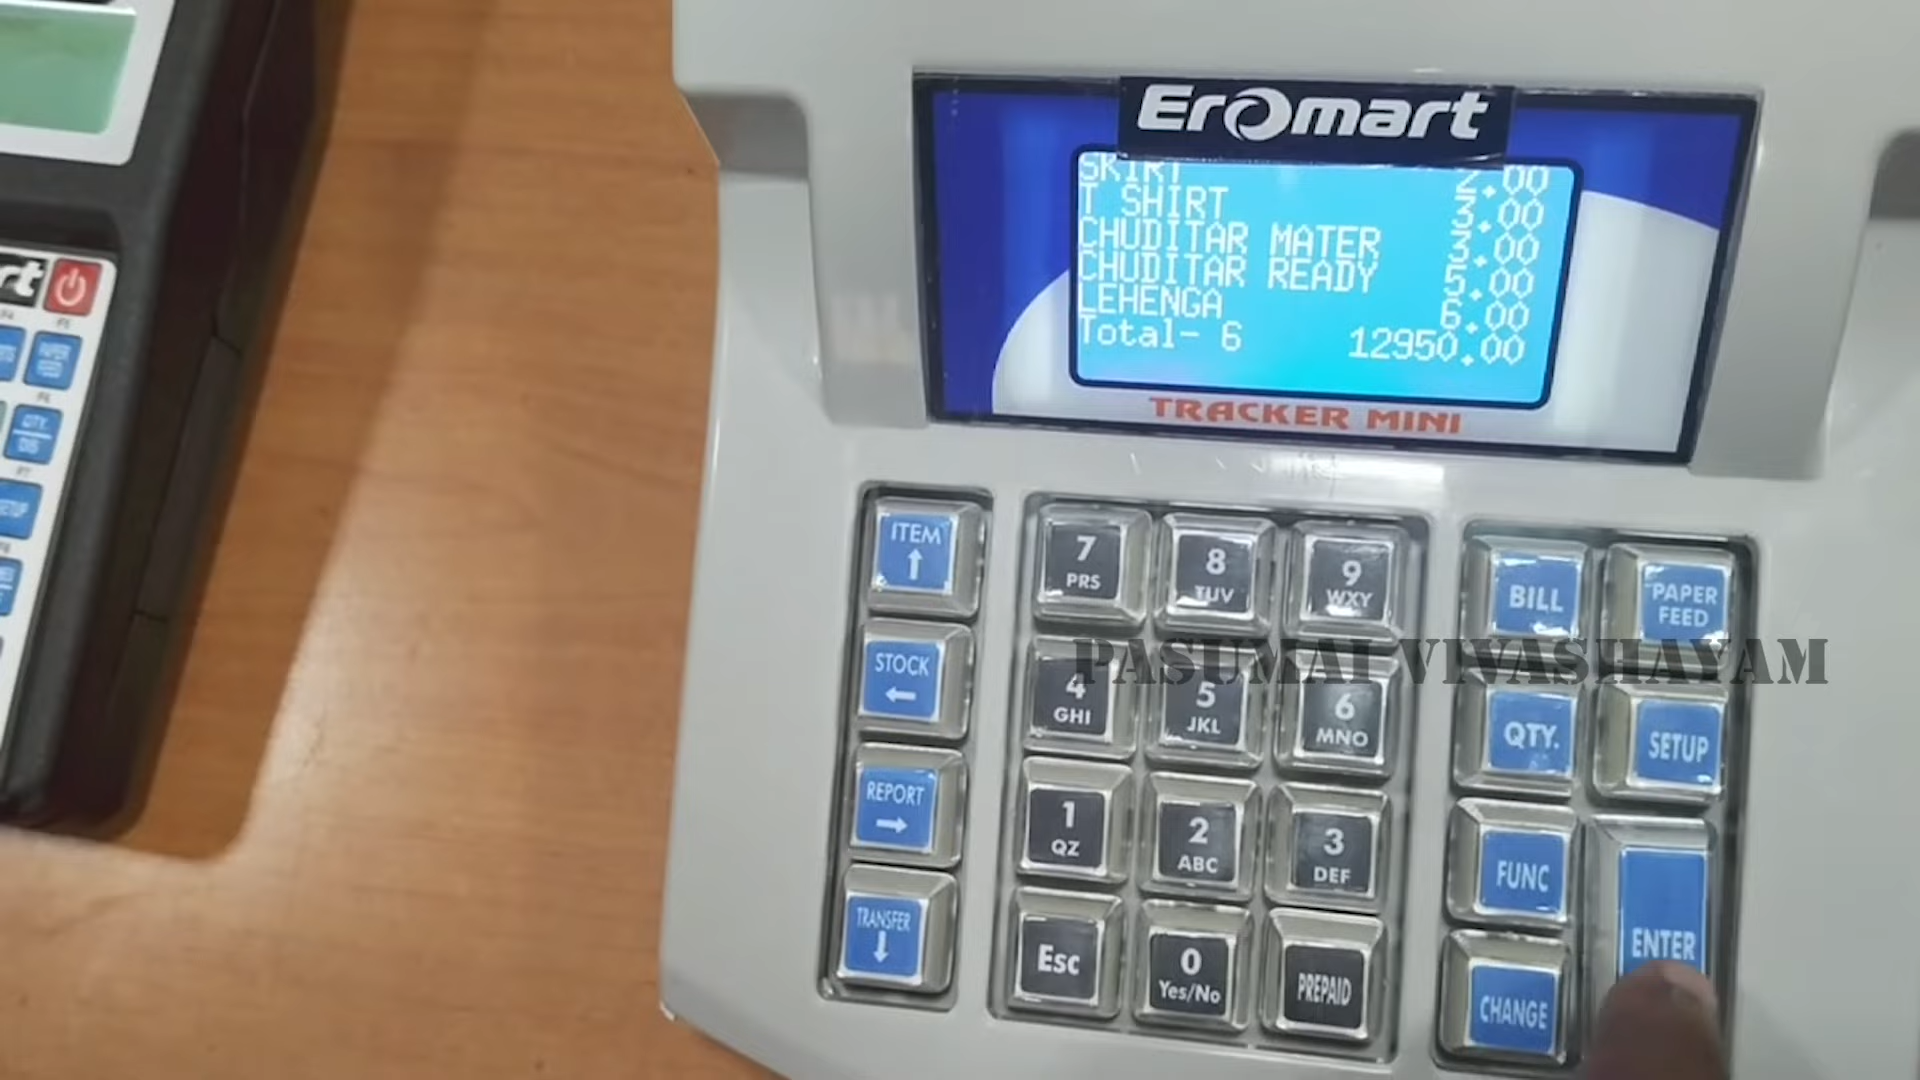 Eromart
SKIRT 2.00
T SHIRT 3.00
CHUDITAR MATER 3.00
CHUDITAR READY 5.00
LEHENGA 6.00
Total- 6 12950.00
TRACKER MINI
ITEM
7 PRS
8 TUV
9 WXY
BILL
PAPER FEED
PASUMAI VIVASHAYAM
STOCK
4 GHI
5 JKL
6 MNO
QTY.
SETUP
REPORT
1 QZ
2 ABC
3 DEF
FUNC
ENTER
TRANSFER
Esc
0 Yes/No
PREPAID
CHANGE
rt
QTY.
DIS